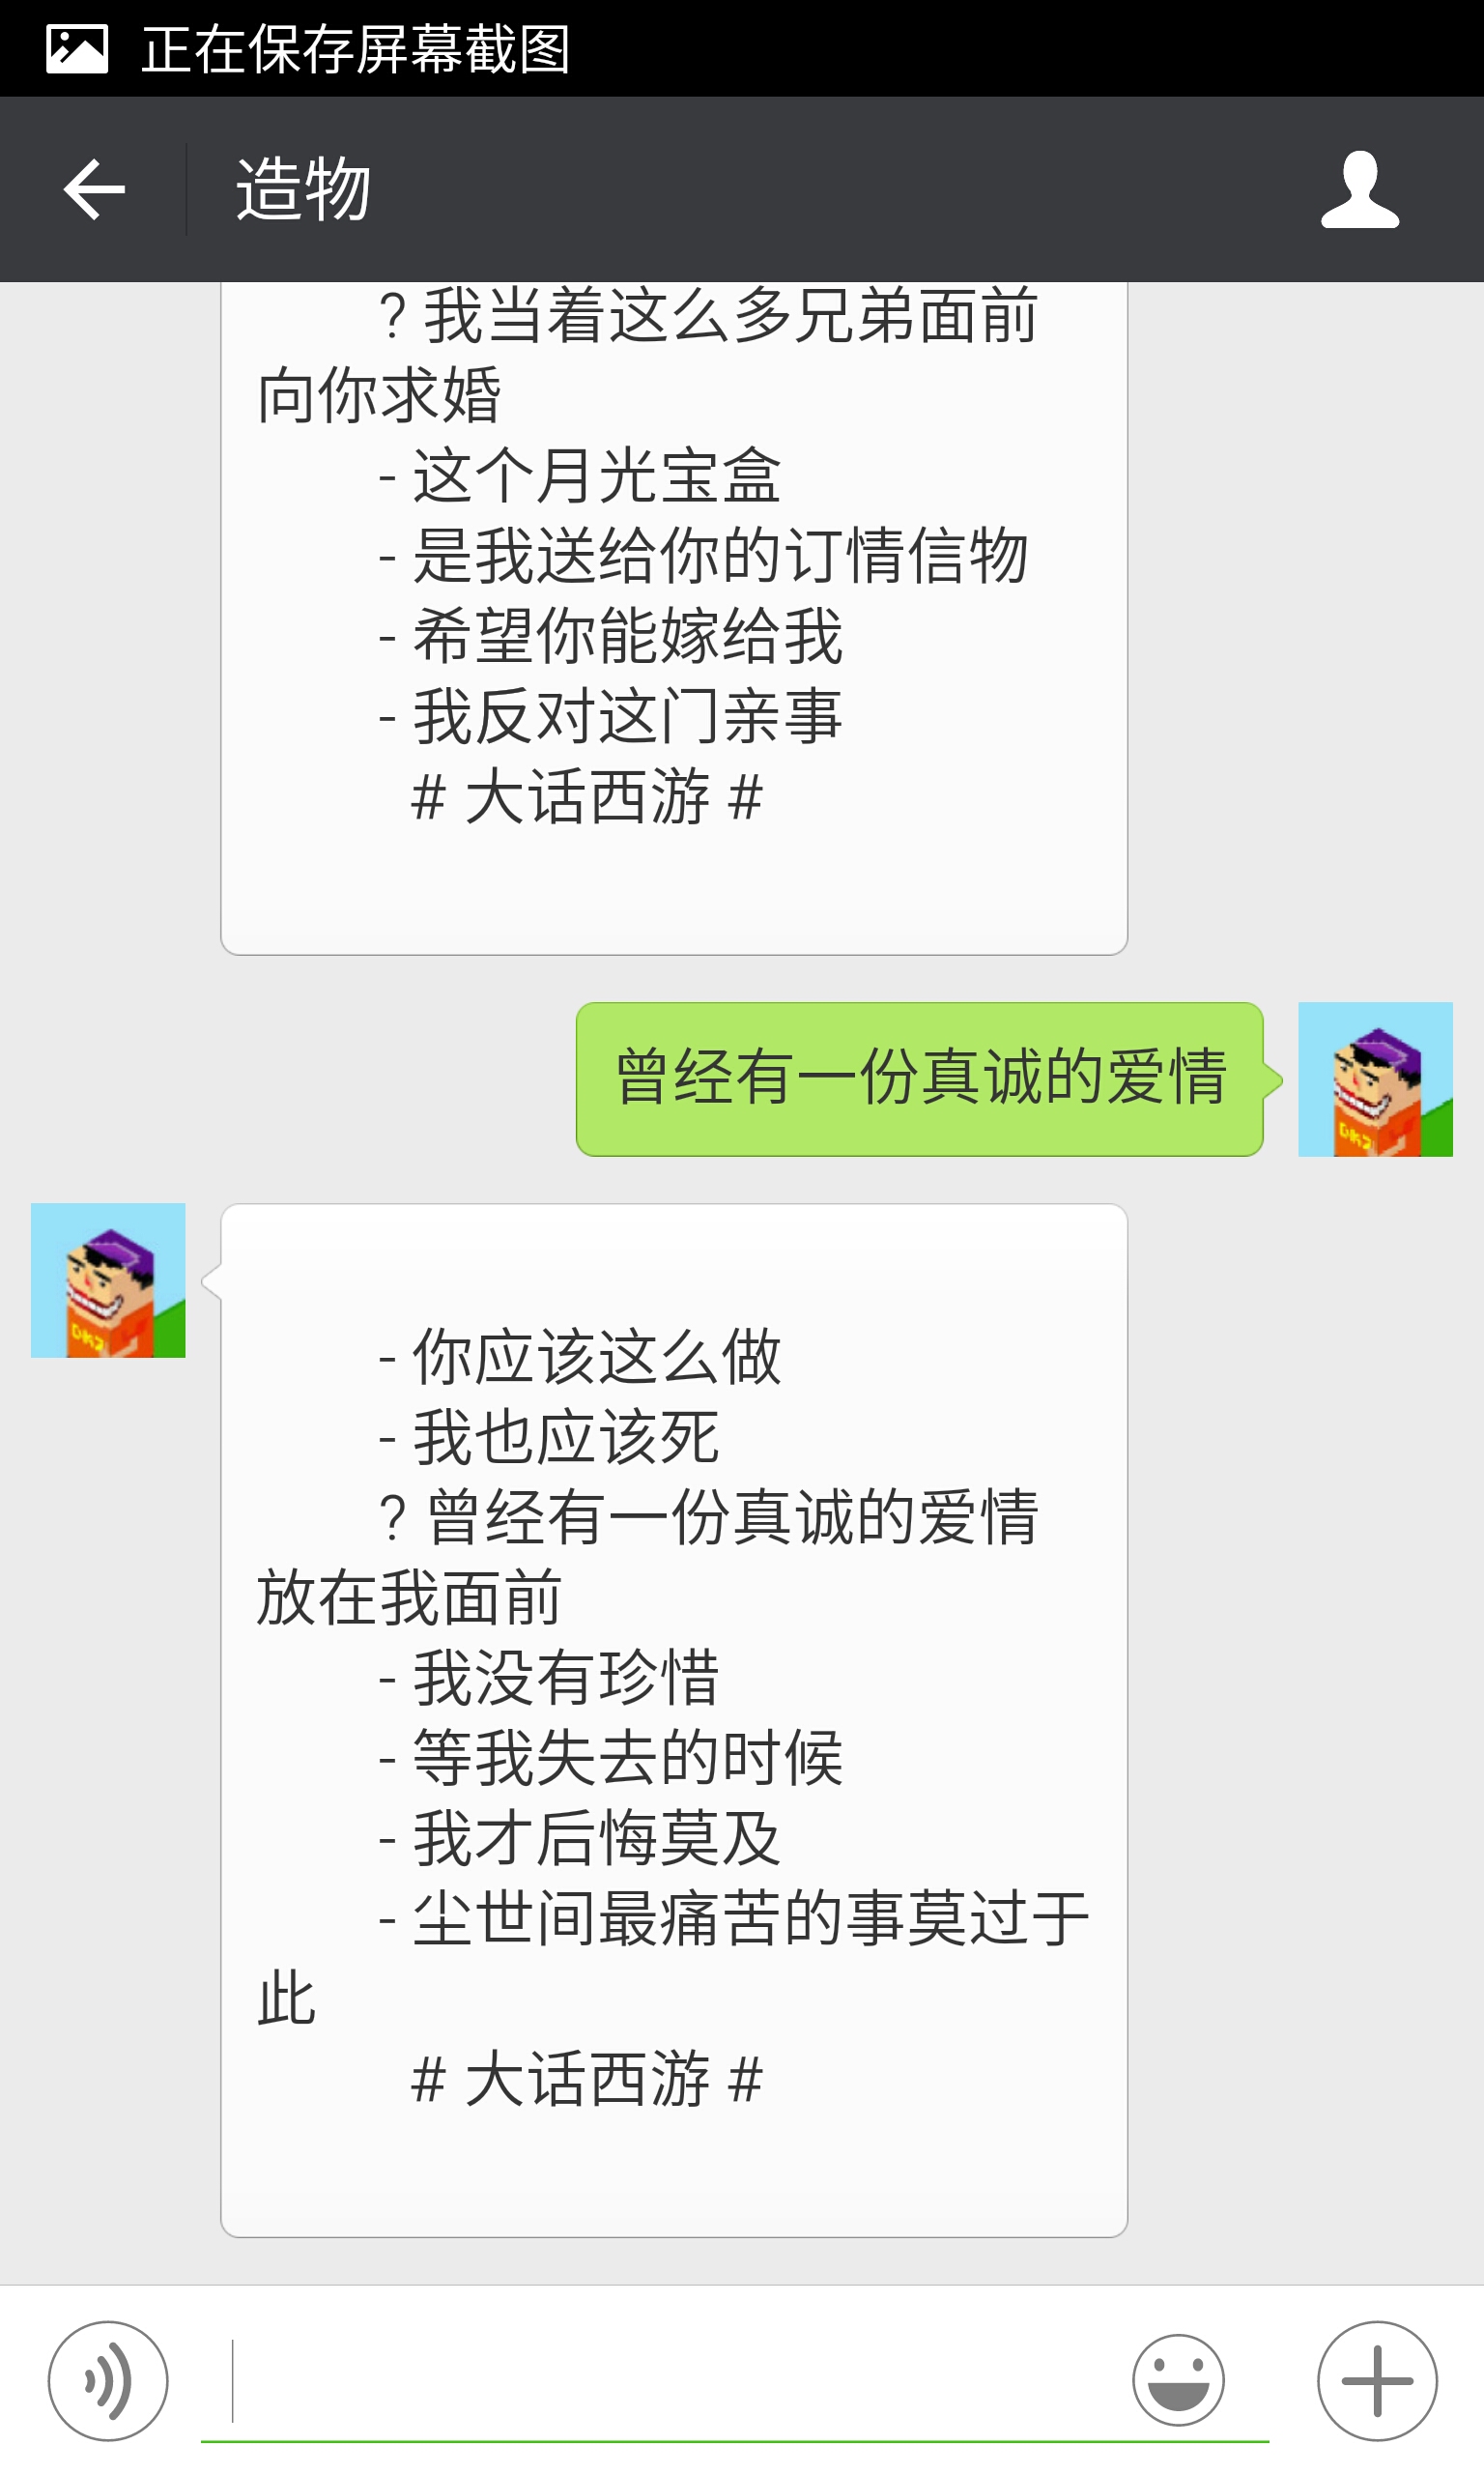 正在保存屏幕截图
造物
? 我当着这么多兄弟面前
向你求婚
- 这个月光宝盒
- 是我送给你的订情信物
- 希望你能嫁给我
- 我反对这门亲事
# 大话西游 #
曾经有一份真诚的爱情
- 你应该这么做
- 我也应该死
? 曾经有一份真诚的爱情
放在我面前
- 我没有珍惜
- 等我失去的时候
- 我才后悔莫及
- 尘世间最痛苦的事莫过于
此
# 大话西游 #